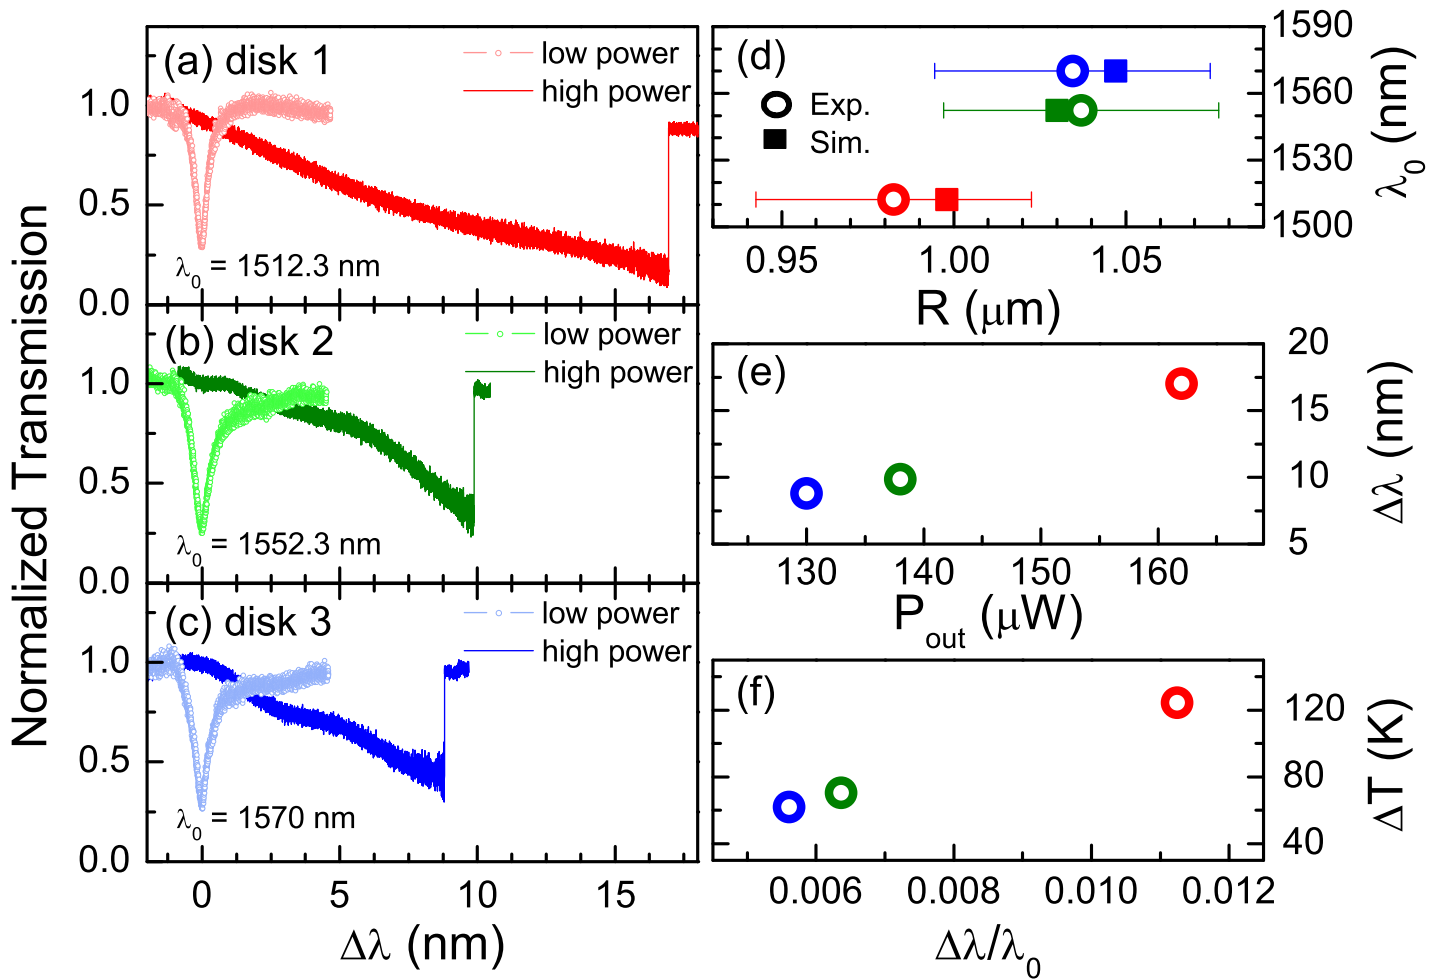 Normalized Transmission
(a) disk 1
low power
high power
λ0 = 1512.3 nm
1.0
0.5
0.0
(b) disk 2
low power
high power
λ0 = 1552.3 nm
1.0
0.5
0.0
(c) disk 3
low power
high power
λ0 = 1570 nm
1.0
0.5
0.0
0 5 10 15
Δλ (nm)
(d)
Exp.
Sim.
1590
1560
1530
1500
λ0 (nm)
0.95 1.00 1.05
R (μm)
(e)
20
15
10
5
Δλ (nm)
130 140 150 160
Pout (μW)
(f)
120
80
40
ΔT (K)
0.006 0.008 0.010 0.012
Δλ/λ0